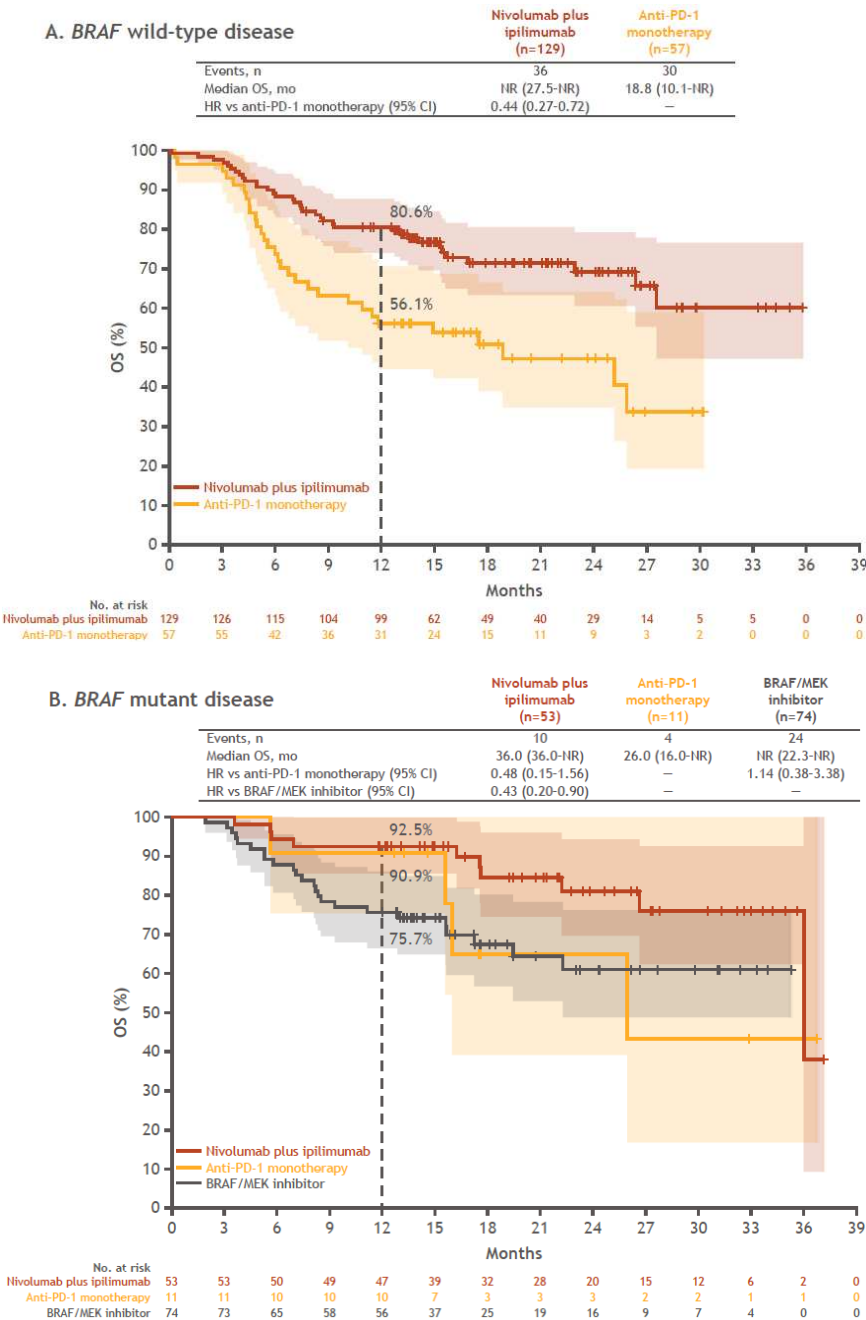 A. BRAF wild-type disease
Nivolumab plus ipilimumab (n=129) Anti-PD-1 monotherapy (n=57)
Events, n 36 30
Median OS, mo NR (27.5-NR) 18.8 (10.1-NR)
HR vs anti-PD-1 monotherapy (95% CI) 0.44 (0.27-0.72) —
OS (%)
100
90
80
70
60
50
40
30
20
10
0
80.6%
56.1%
Nivolumab plus ipilimumab
Anti-PD-1 monotherapy
0 3 6 9 12 15 18 21 24 27 30 33 36 39
Months
No. at risk
Nivolumab plus ipilimumab 129 126 115 104 99 62 49 40 29 14 5 5 0 0
Anti-PD-1 monotherapy 57 55 42 36 31 24 15 11 9 3 2 0 0 0
B. BRAF mutant disease
Nivolumab plus ipilimumab (n=53) Anti-PD-1 monotherapy (n=11) BRAF/MEK inhibitor (n=74)
Events, n 10 4 24
Median OS, mo 36.0 (36.0-NR) 26.0 (16.0-NR) NR (22.3-NR)
HR vs anti-PD-1 monotherapy (95% CI) 0.48 (0.15-1.56) — 1.14 (0.38-3.38)
HR vs BRAF/MEK inhibitor (95% CI) 0.43 (0.20-0.90) — —
OS (%)
100
90
80
70
60
50
40
30
20
10
0
92.5%
90.9%
75.7%
Nivolumab plus ipilimumab
Anti-PD-1 monotherapy
BRAF/MEK inhibitor
0 3 6 9 12 15 18 21 24 27 30 33 36 39
Months
No. at risk
Nivolumab plus ipilimumab 53 53 50 49 47 39 32 28 20 15 12 6 2 0
Anti-PD-1 monotherapy 11 11 10 10 10 7 3 3 3 2 2 1 1 0
BRAF/MEK inhibitor 74 73 65 58 56 37 25 19 16 9 7 4 0 0